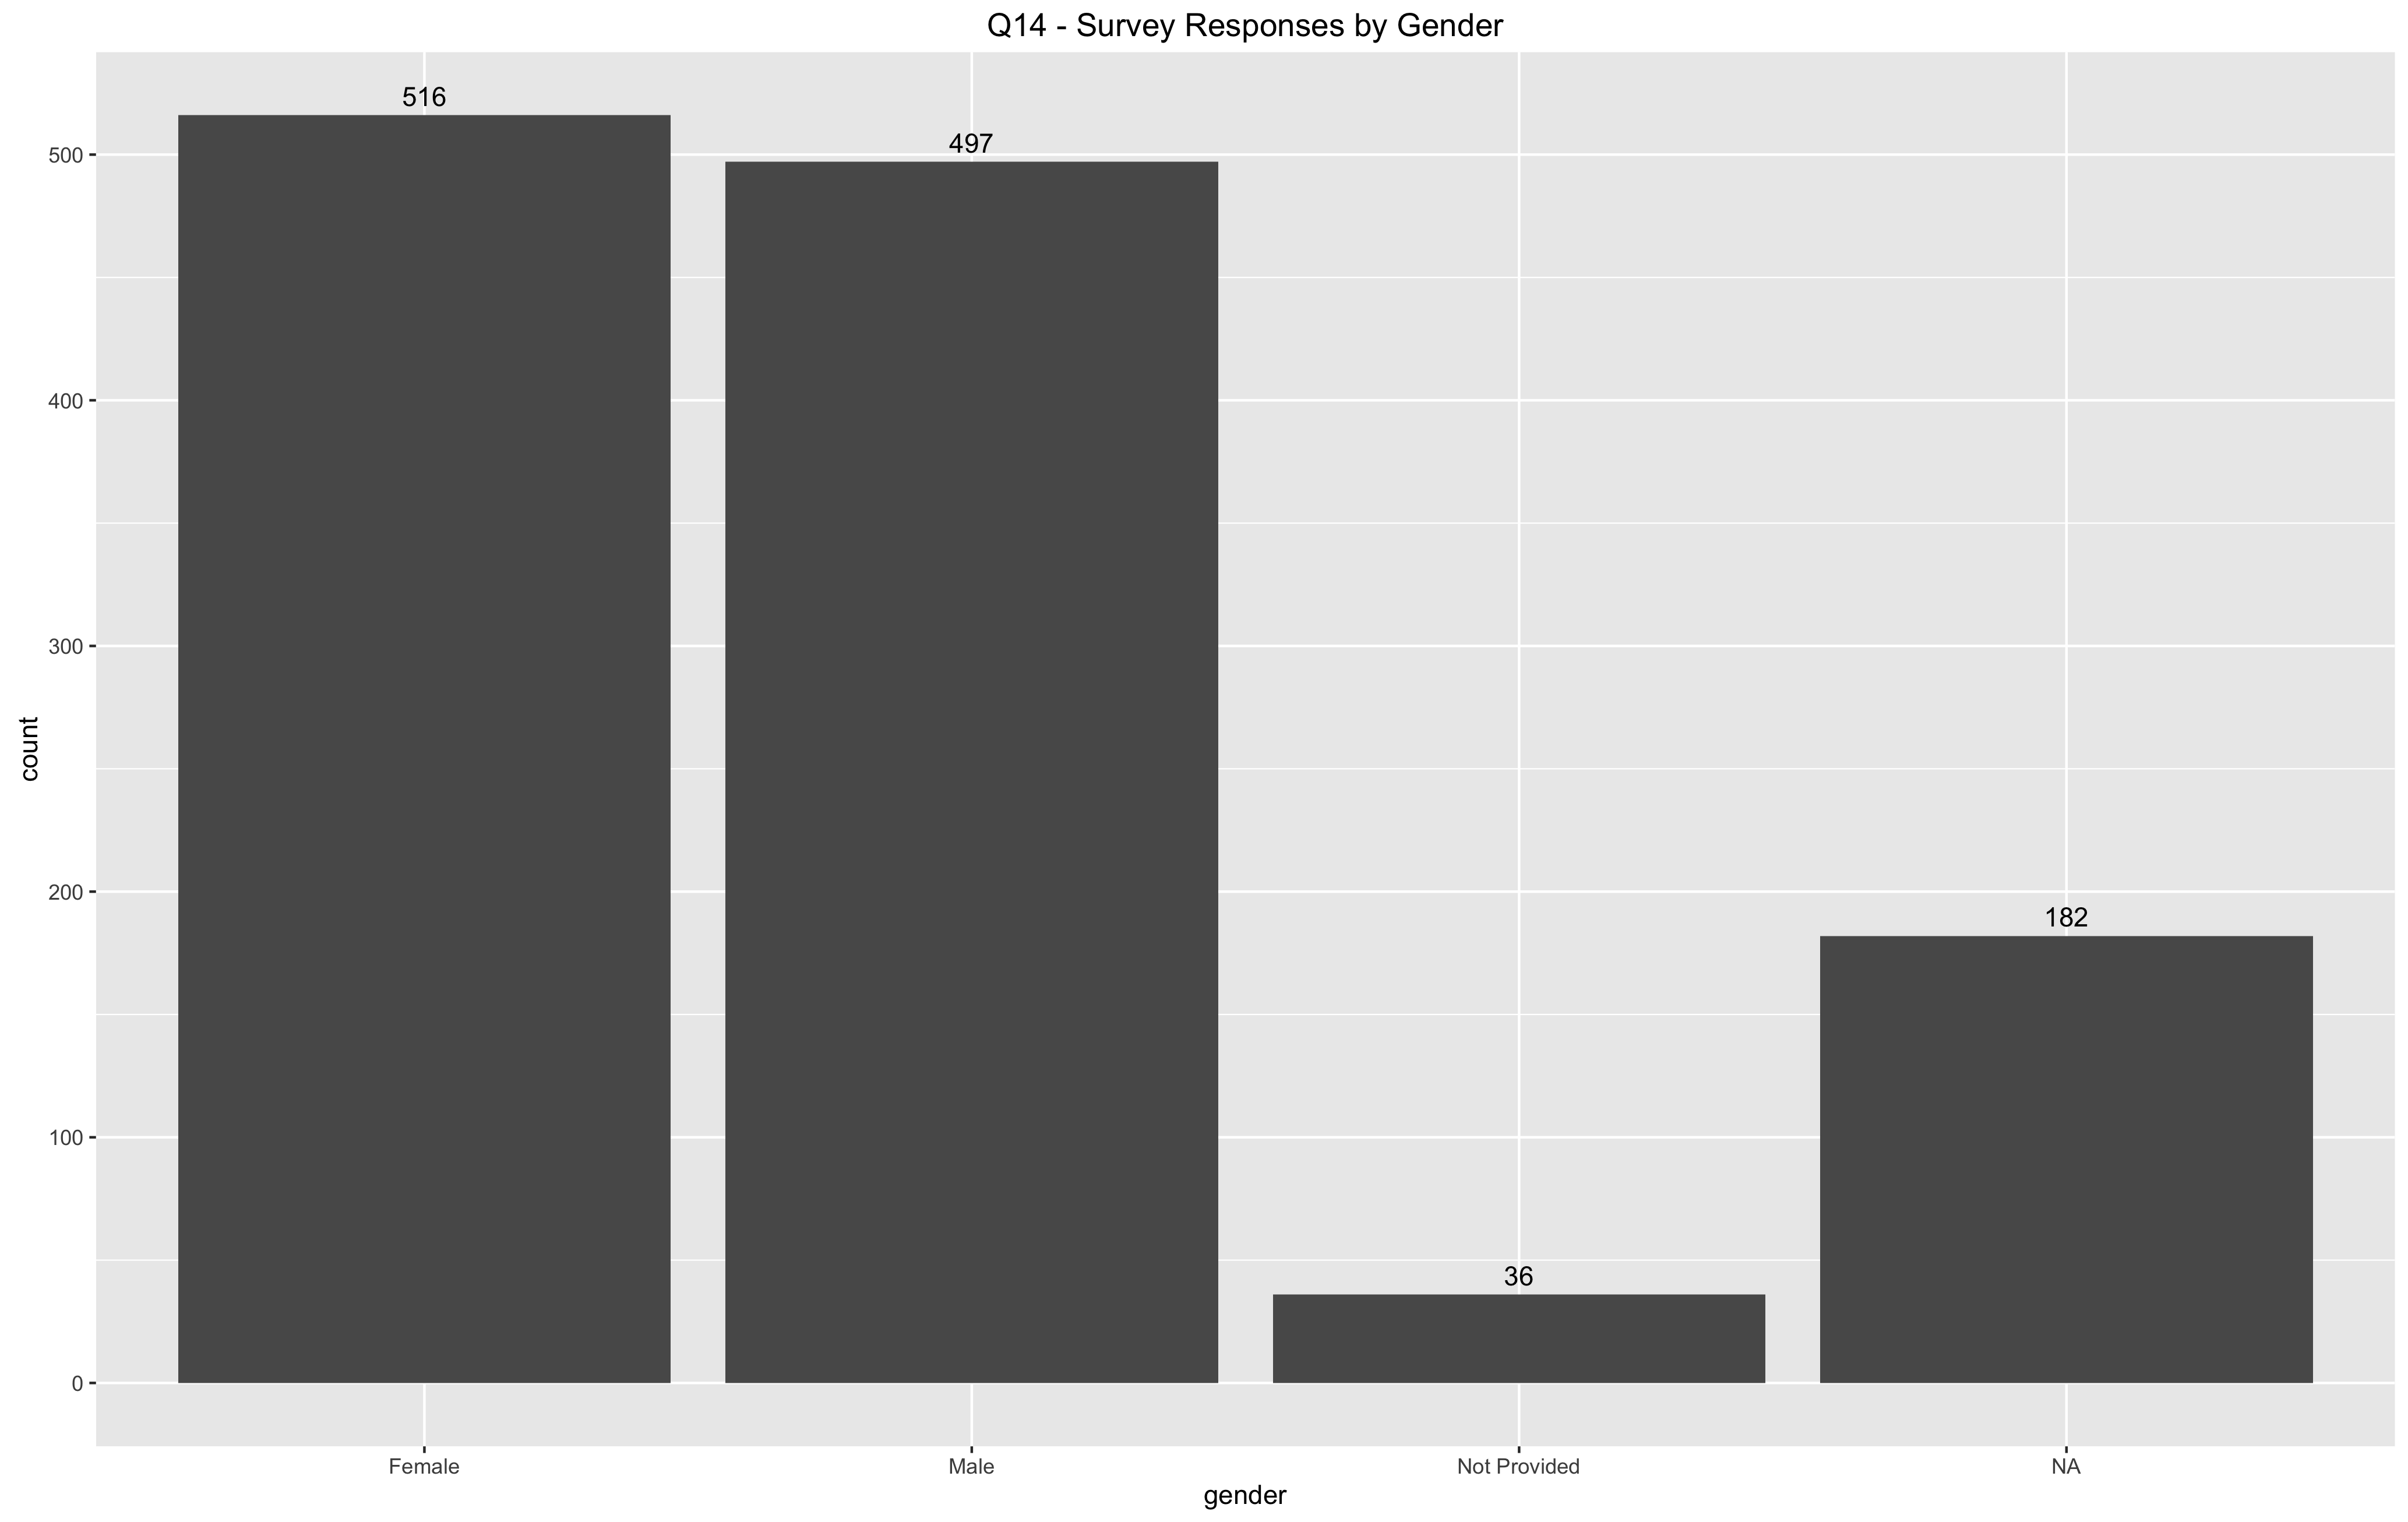 Q14 - Survey Responses by Gender
516
497
36
182
500
400
300
200
100
0
count
Female
Male
Not Provided
NA
gender